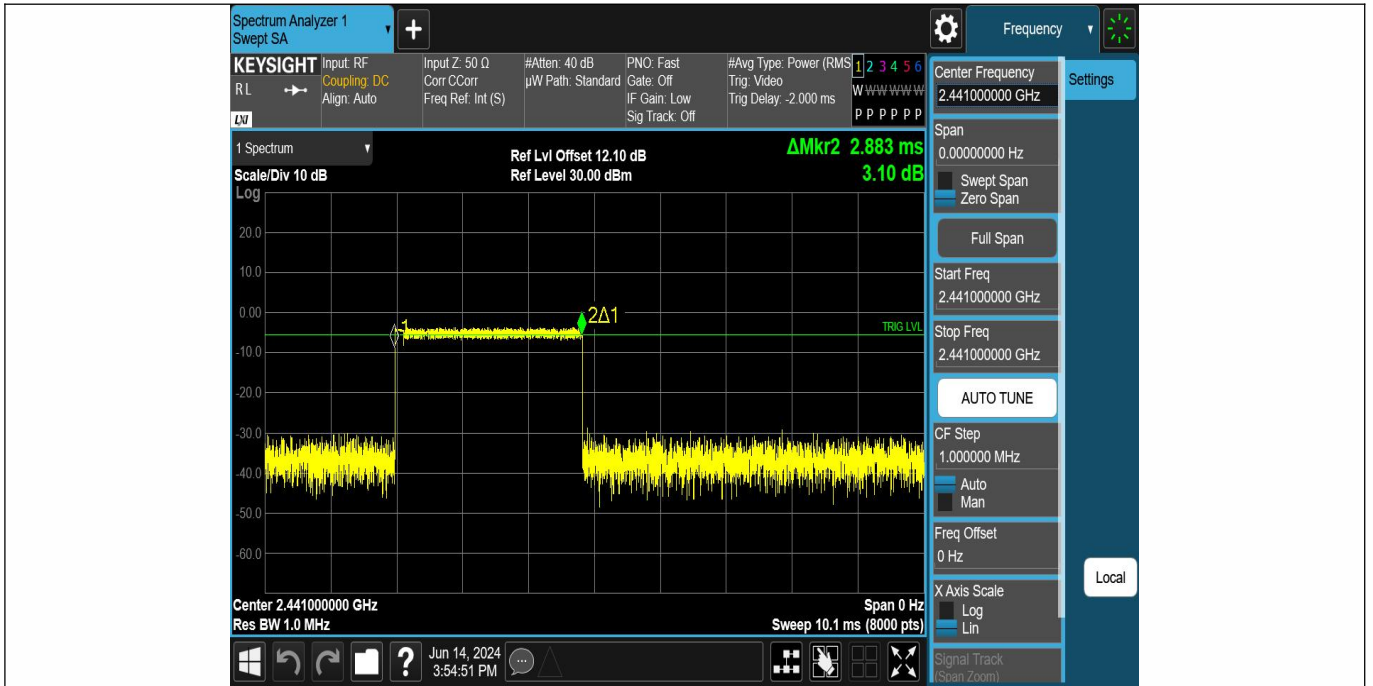 Spectrum Analyzer 1
Swept SA
+
Frequency
KEYSIGHT
RL
LXI
Input: RF
Coupling: DC
Align: Auto
Input Z: 50 Ω
Corr CCorr
Freq Ref: Int (S)
#Atten: 40 dB
µW Path: Standard
PNO: Fast
Gate: Off
IF Gain: Low
Sig Track: Off
#Avg Type: Power (RMS
Trig: Video
Trig Delay: -2.000 ms
1 2 3 4 5 6
W W W W W W
P P P P P P
1 Spectrum
Scale/Div 10 dB
Log
Ref Lvl Offset 12.10 dB
Ref Level 30.00 dBm
ΔMkr2 2.883 ms
3.10 dB
20.0
10.0
0.00
-10.0
-20.0
-30.0
-40.0
-50.0
-60.0
1
2Δ1
TRIG LVL
Center 2.441000000 GHz
Res BW 1.0 MHz
Span 0 Hz
Sweep 10.1 ms (8000 pts)
Jun 14, 2024
3:54:51 PM
?
Center Frequency
2.441000000 GHz
Settings
Span
0.00000000 Hz
Swept Span
Zero Span
Full Span
Start Freq
2.441000000 GHz
Stop Freq
2.441000000 GHz
AUTO TUNE
CF Step
1.000000 MHz
Auto
Man
Freq Offset
0 Hz
Local
X Axis Scale
Log
Lin
Signal Track
(Span Zoom)